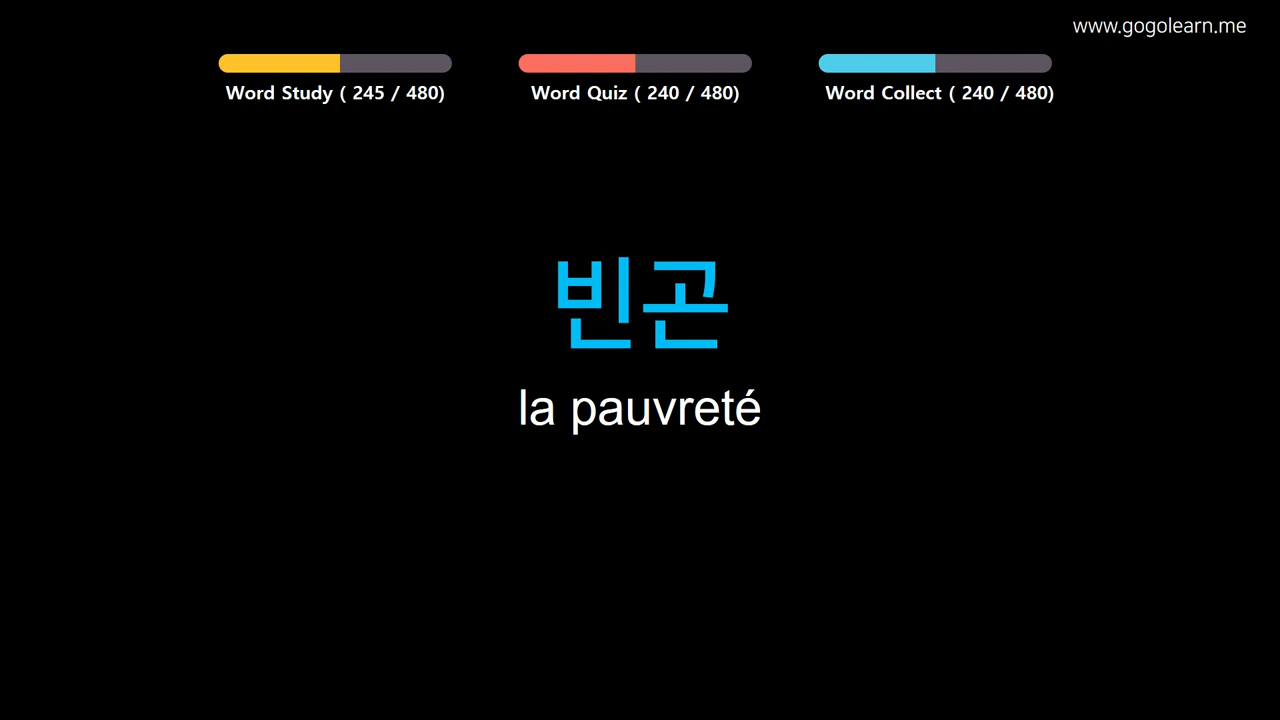 www.gogolearn.me
Word Study ( 245 / 480)
Word Quiz ( 240 / 480)
Word Collect ( 240 / 480)
빈곤
la pauvreté